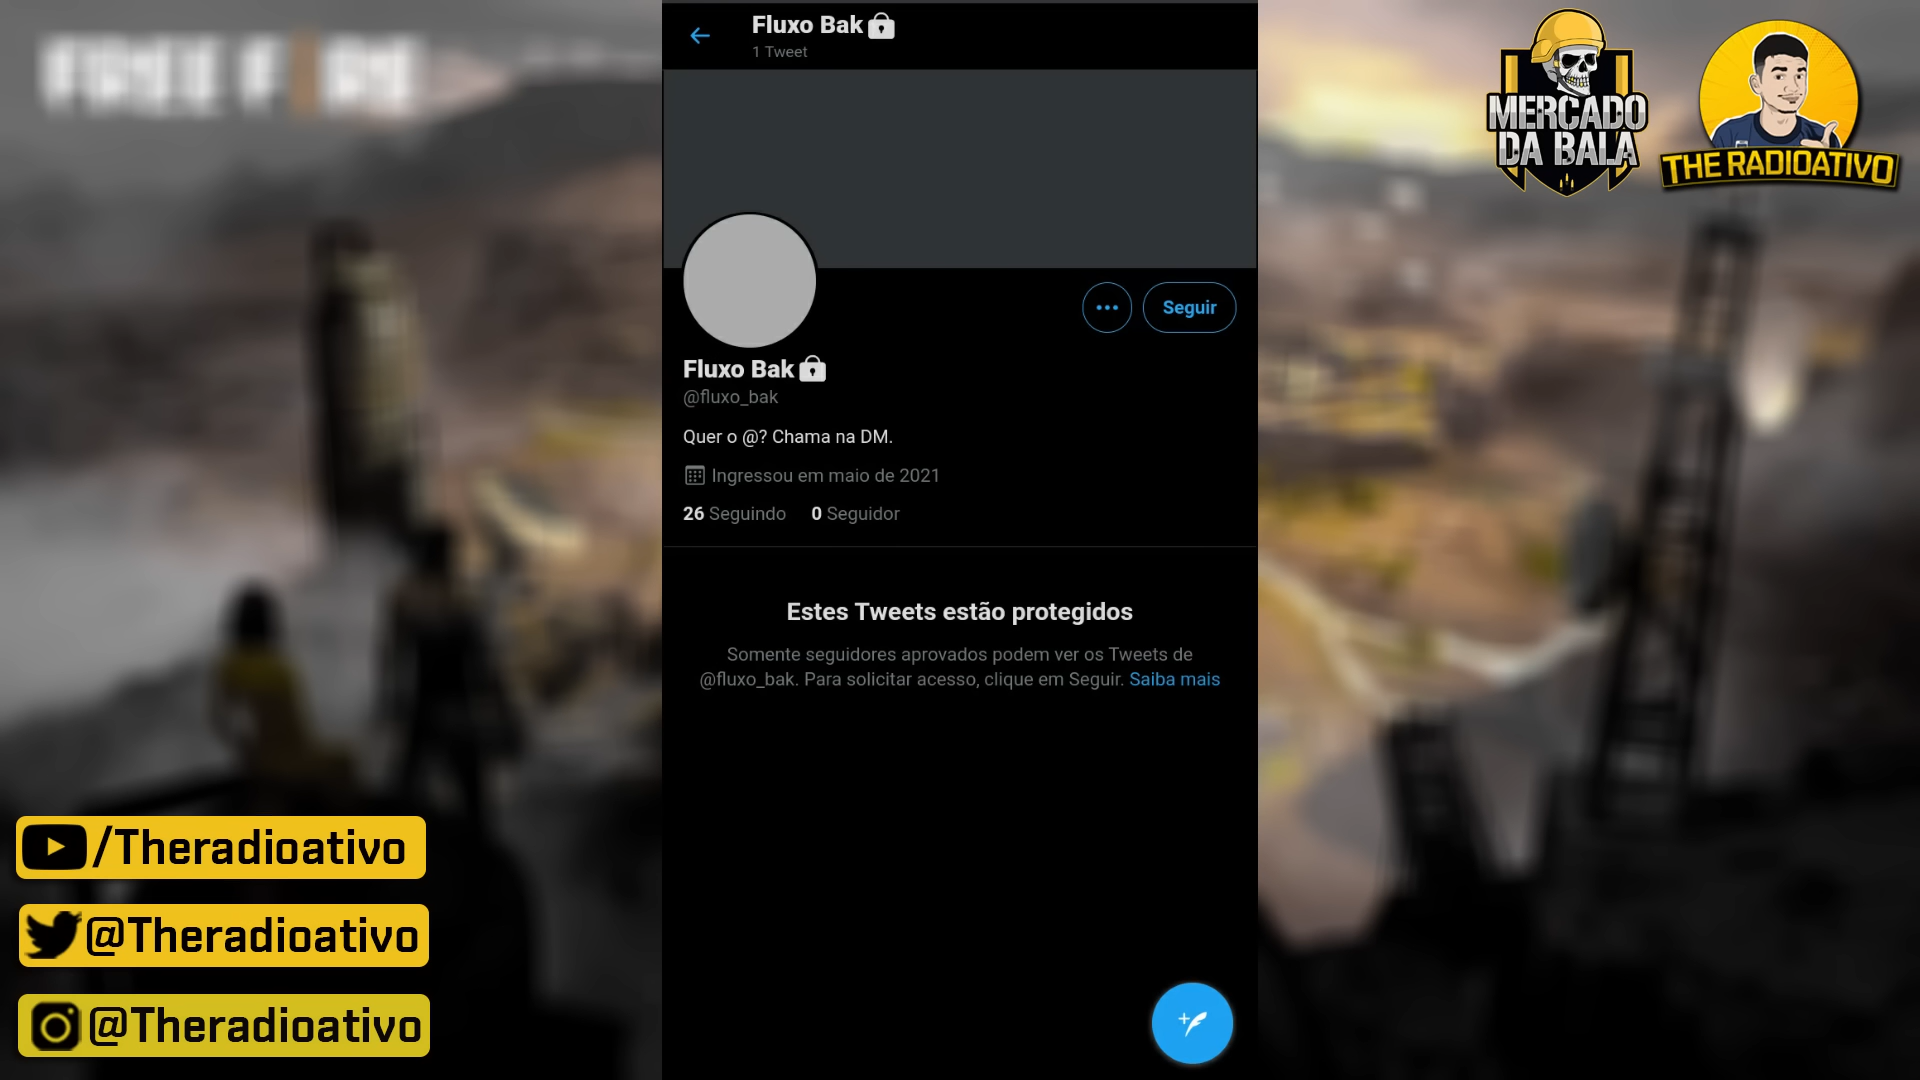 FREE FIRE
Fluxo Bak
1 Tweet
MERCADO
DA BALA
THE RADIOATIVO
Seguir
Fluxo Bak
@fluxo_bak
Quer o @? Chama na DM.
Ingressou em maio de 2021
26 Seguindo 0 Seguidor
Estes Tweets estão protegidos
Somente seguidores aprovados podem ver os Tweets de
@fluxo_bak. Para solicitar acesso, clique em Seguir. Saiba mais
/Theradioativo
@Theradioativo
@Theradioativo